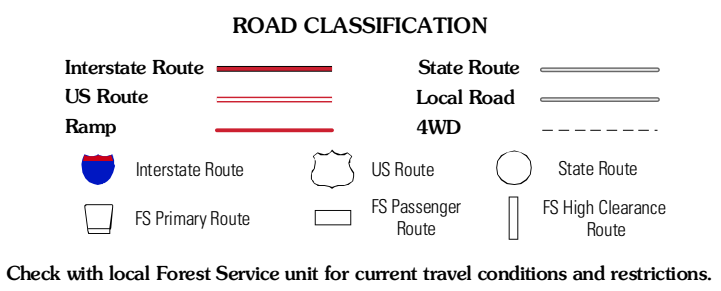 ROAD CLASSIFICATION
Interstate Route
State Route
US Route
Local Road
Ramp
4WD
Interstate Route
US Route
State Route
FS Primary Route
FS Passenger
Route
FS High Clearance
Route
Check with local Forest Service unit for current travel conditions and restrictions.